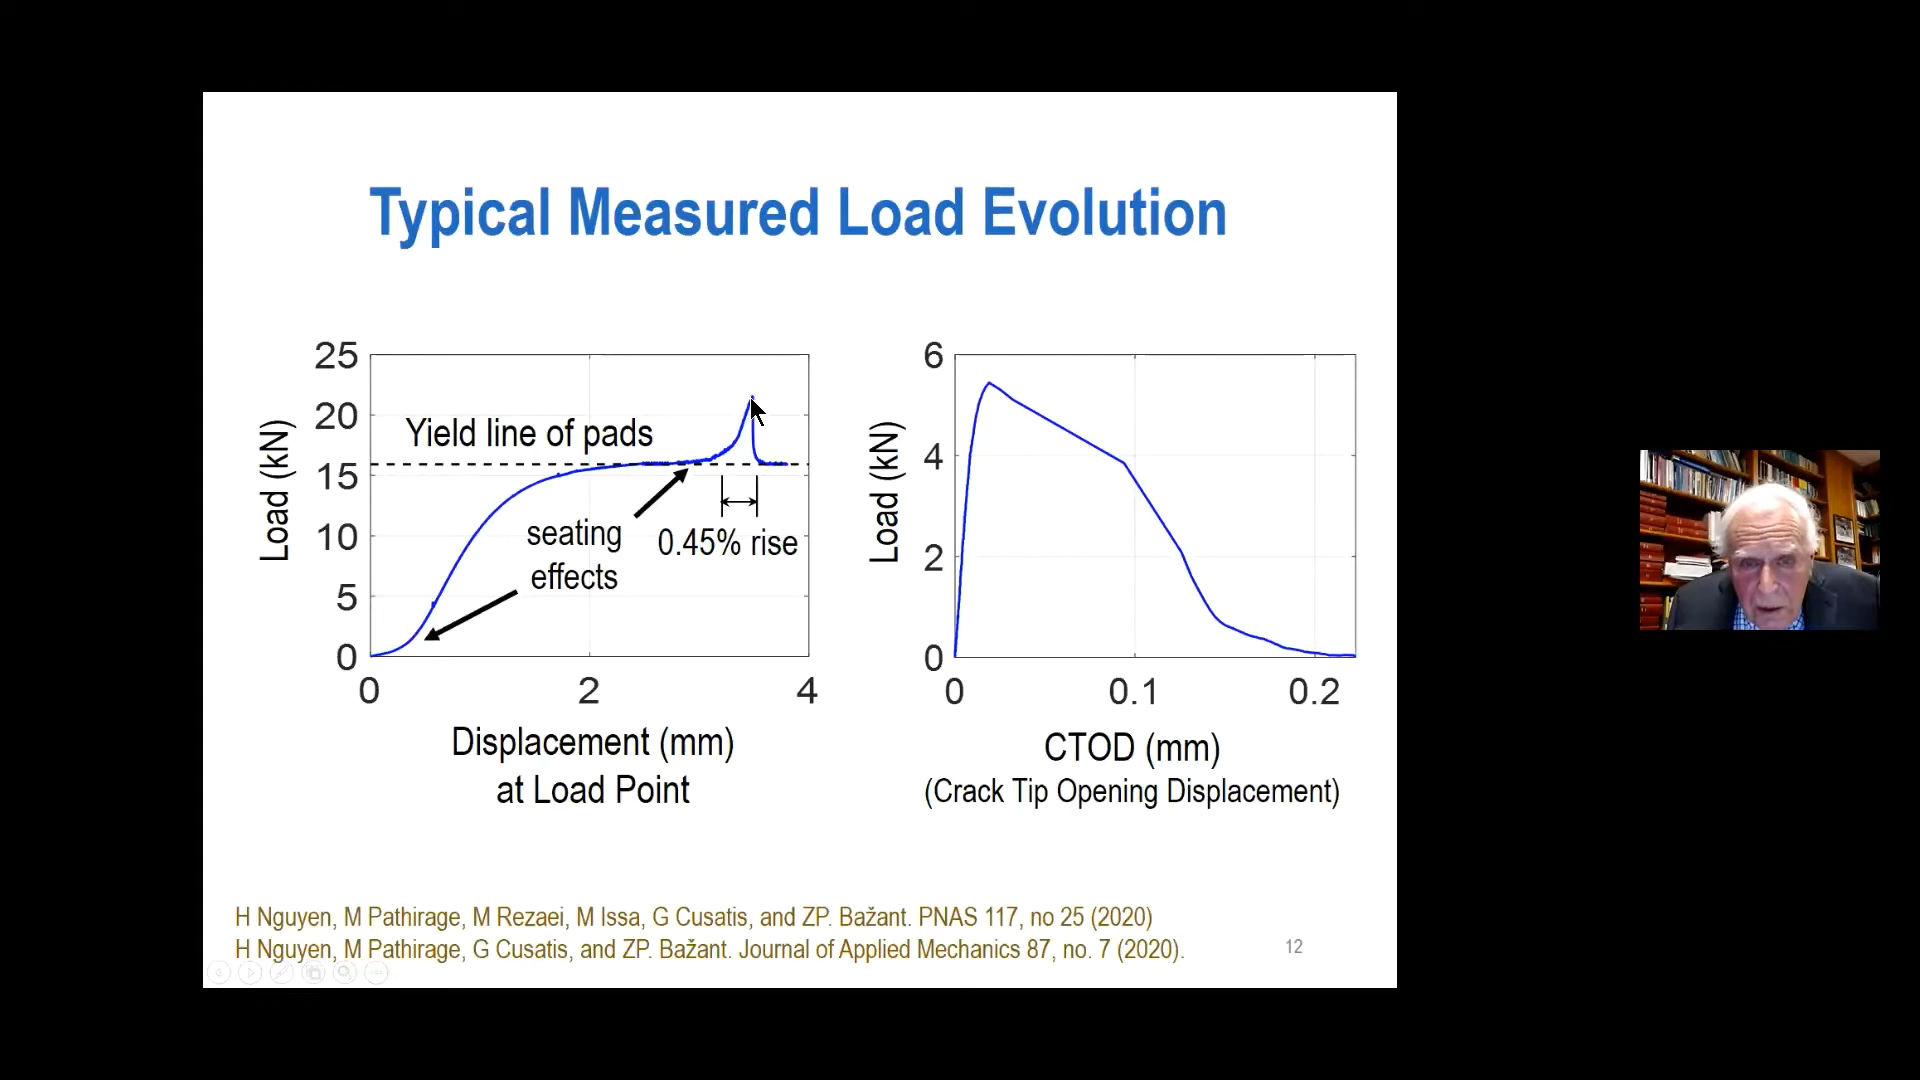 Typical Measured Load Evolution
25
20
15
10
5
0
0
2
4
Load (kN)
Yield line of pads
seating
effects
0.45% rise
Displacement (mm)
at Load Point
6
4
2
0
0
0.1
0.2
Load (kN)
CTOD (mm)
(Crack Tip Opening Displacement)
H Nguyen, M Pathirage, M Rezaei, M Issa, G Cusatis, and ZP. Bažant. PNAS 117, no 25 (2020)
H Nguyen, M Pathirage, G Cusatis, and ZP. Bažant. Journal of Applied Mechanics 87, no. 7 (2020).
12